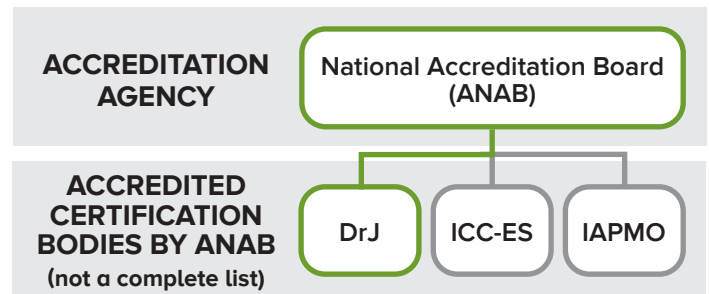 ACCREDITATION
AGENCY
National Accreditation Board
(ANAB)
ACCREDITED
CERTIFICATION
BODIES BY ANAB
(not a complete list)
DrJ
ICC-ES
IAPMO